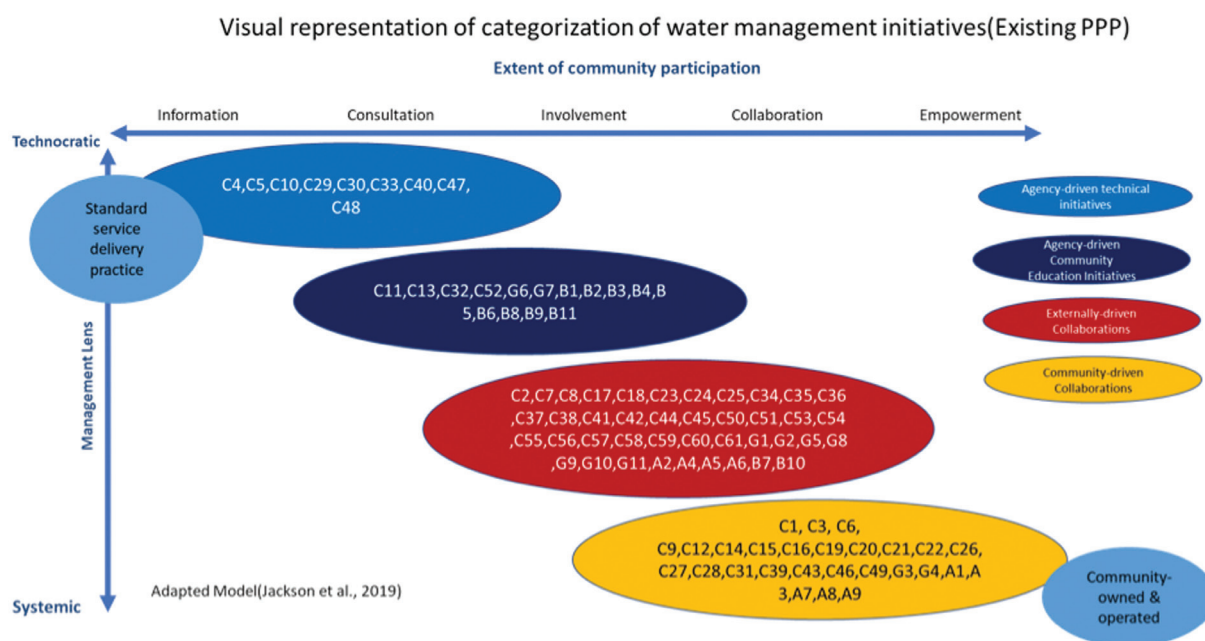 Visual representation of categorization of water management initiatives(Existing PPP)
Extent of community participation
Information
Consultation
Involvement
Collaboration
Empowerment
Technocratic
C4,C5,C10,C29,C30,C33,C40,C47,
C48
Standard
service
delivery
practice
Agency-driven technical
initiatives
C11,C13,C32,C52,G6,G7,B1,B2,B3,B4,B
5,B6,B8,B9,B11
Agency-driven
Community
Education Initiatives
Externally-driven
Collaborations
Management Lens
Community-driven
Collaborations
C2,C7,C8,C17,C18,C23,C24,C25,C34,C35,C36
,C37,C38,C41,C42,C44,C45,C50,C51,C53,C54
,C55,C56,C57,C58,C59,C60,C61,G1,G2,G5,G8
,G9,G10,G11,A2,A4,A5,A6,B7,B10
C1, C3, C6,
C9,C12,C14,C15,C16,C19,C20,C21,C22,C26,
C27,C28,C31,C39,C43,C46,C49,G3,G4,A1,A
3,A7,A8,A9
Adapted Model(Jackson et al., 2019)
Systemic
Community-
owned &
operated